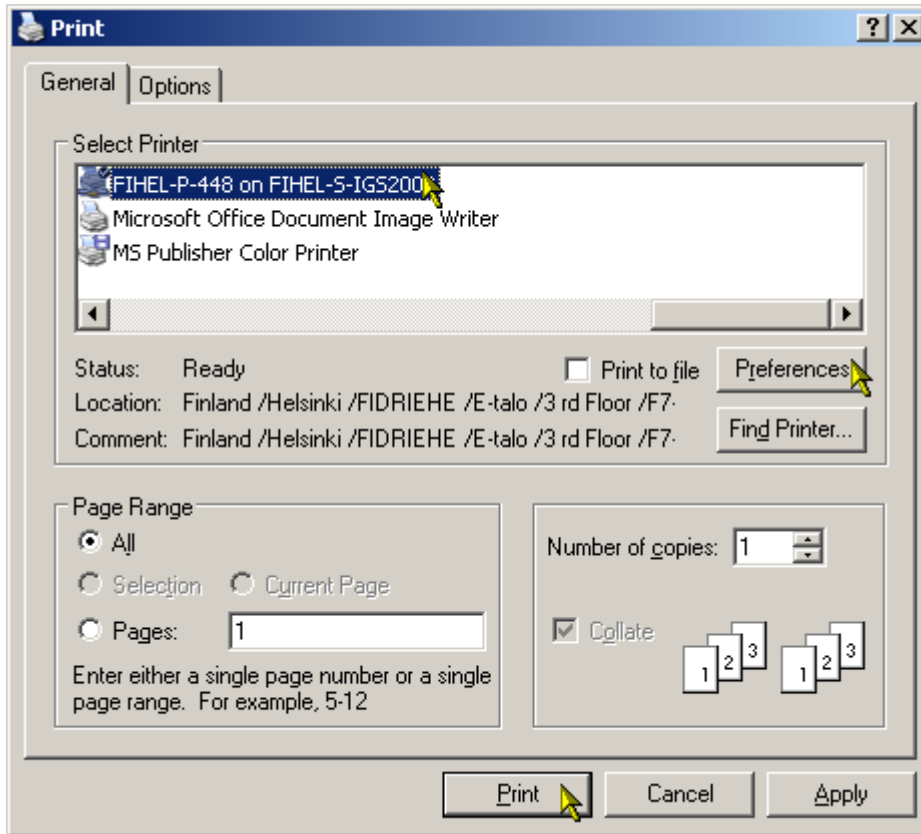 Print
General
Options
Select Printer
FIHEL-P-448 on FIHEL-S-IGS200
Microsoft Office Document Image Writer
MS Publisher Color Printer
Status: Ready
Print to file
Preferences
Location: Finland /Helsinki /FIDRIEHE /E-talo /3 rd Floor /F7-
Comment: Finland /Helsinki /FIDRIEHE /E-talo /3 rd Floor /F7-
Find Printer...
Page Range
All
Selection
Current Page
Pages: 1
Enter either a single page number or a single
page range. For example, 5-12
Number of copies: 1
Collate
1 2 3 1 2 3
Print
Cancel
Apply